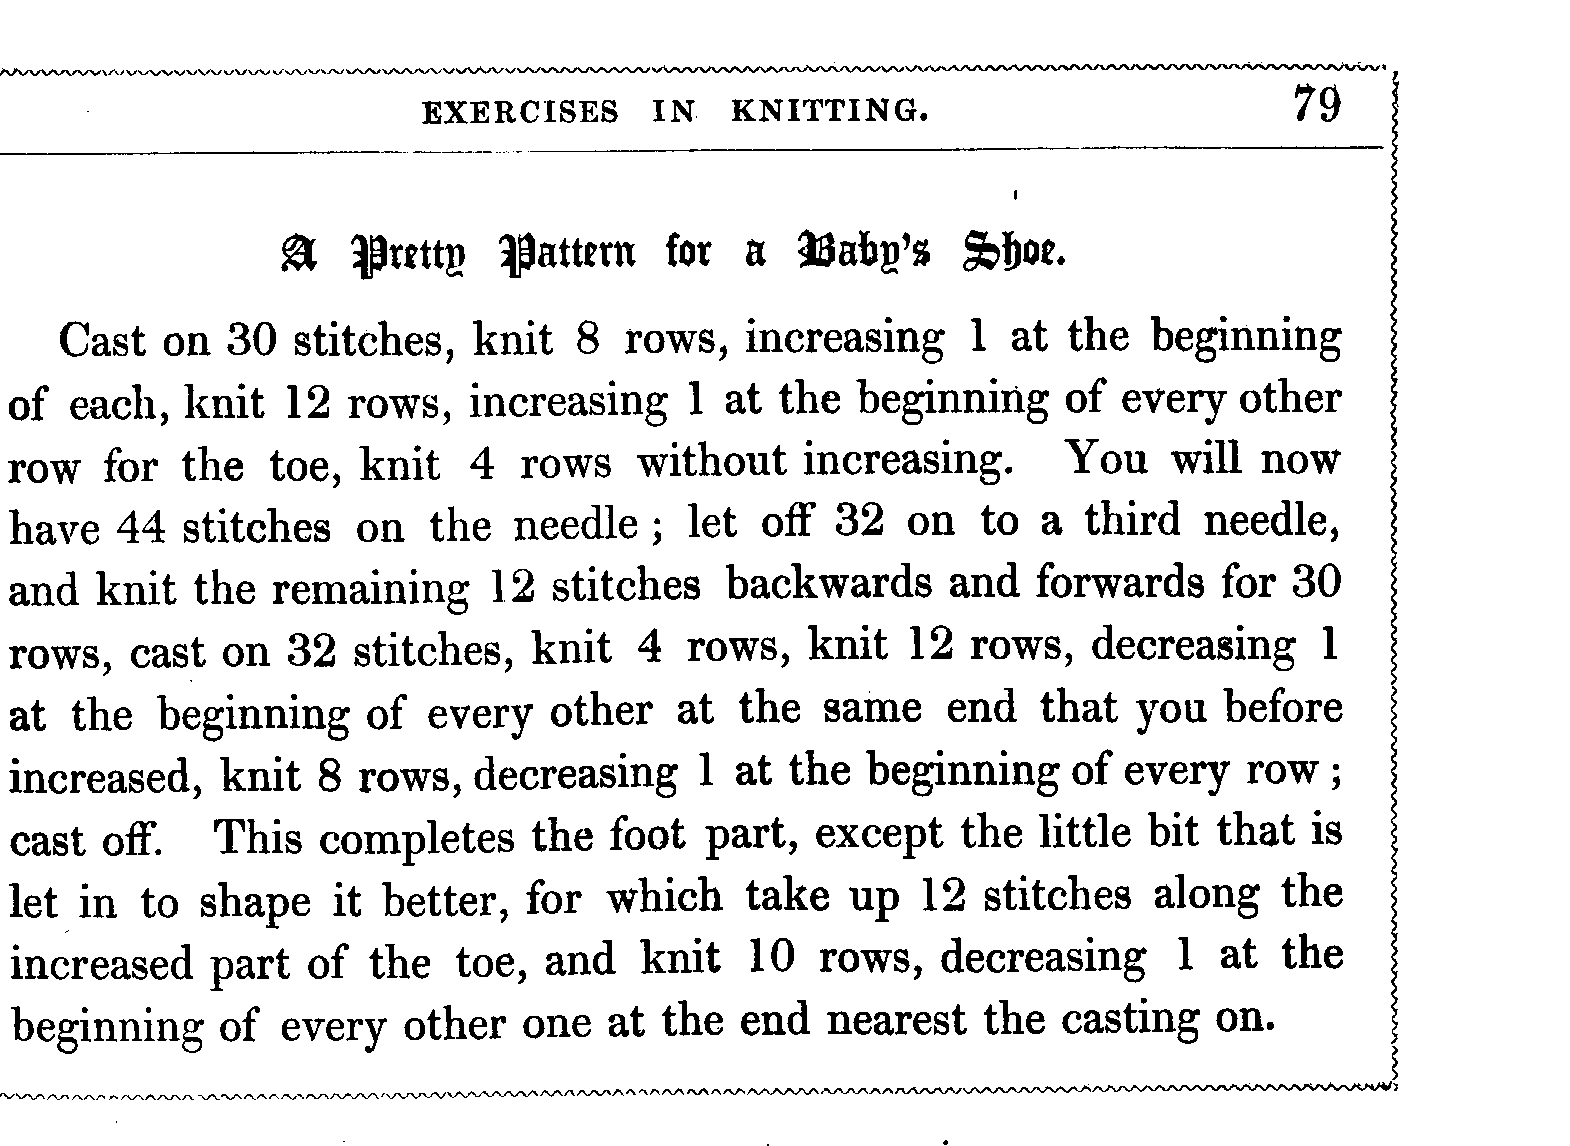 EXERCISES IN KNITTING. 79
A Pretty Pattern for a Baby's Shoe.
Cast on 30 stitches, knit 8 rows, increasing 1 at the beginning
of each, knit 12 rows, increasing 1 at the beginning of every other
row for the toe, knit 4 rows without increasing. You will now
have 44 stitches on the needle ; let off 32 on to a third needle,
and knit the remaining 12 stitches backwards and forwards for 30
rows, cast on 32 stitches, knit 4 rows, knit 12 rows, decreasing 1
at the beginning of every other at the same end that you before
increased, knit 8 rows, decreasing 1 at the beginning of every row ;
cast off. This completes the foot part, except the little bit that is
let in to shape it better, for which take up 12 stitches along the
increased part of the toe, and knit 10 rows, decreasing 1 at the
beginning of every other one at the end nearest the casting on.